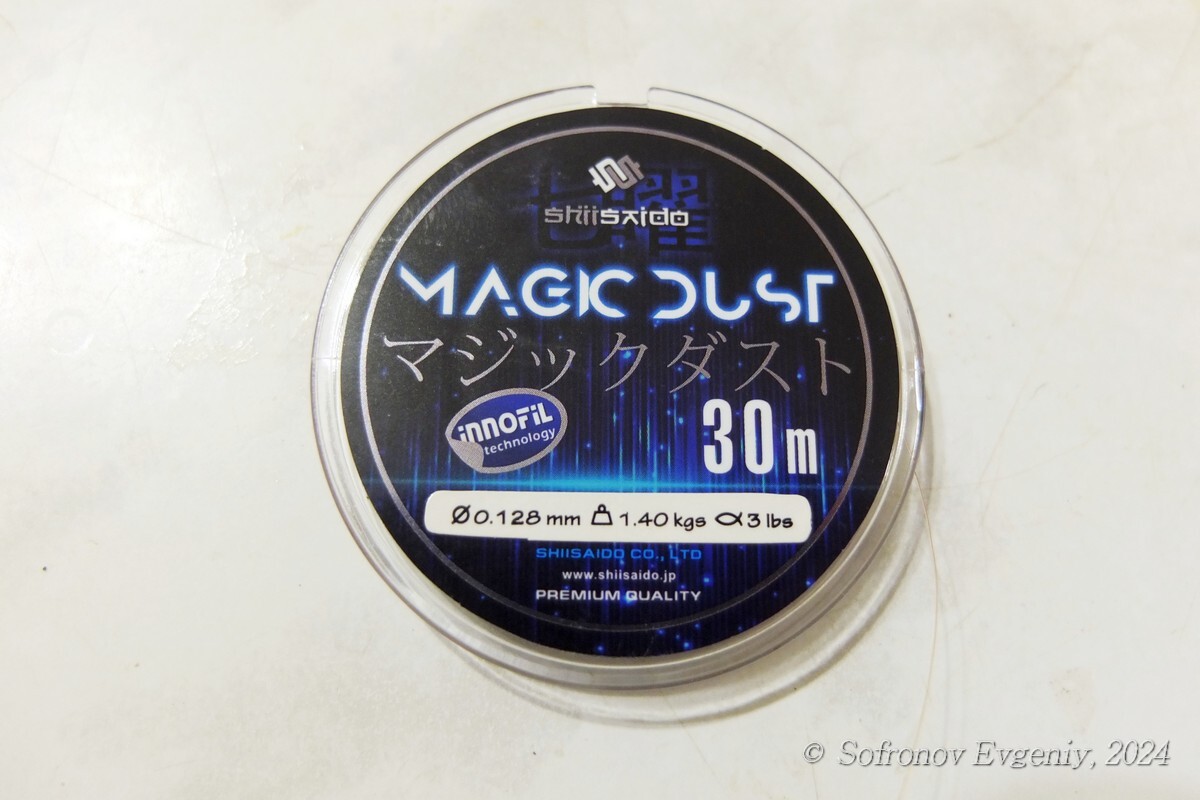 shiisaido
MAGIC DUST
マジックダスト
innofil
technology
30m
Ø0.128 mm 1.40 kgs 3 lbs
SHIISAIDO CO., LTD
www.shiisaido.jp
PREMIUM QUALITY
© Sofronov Evgeniy, 2024